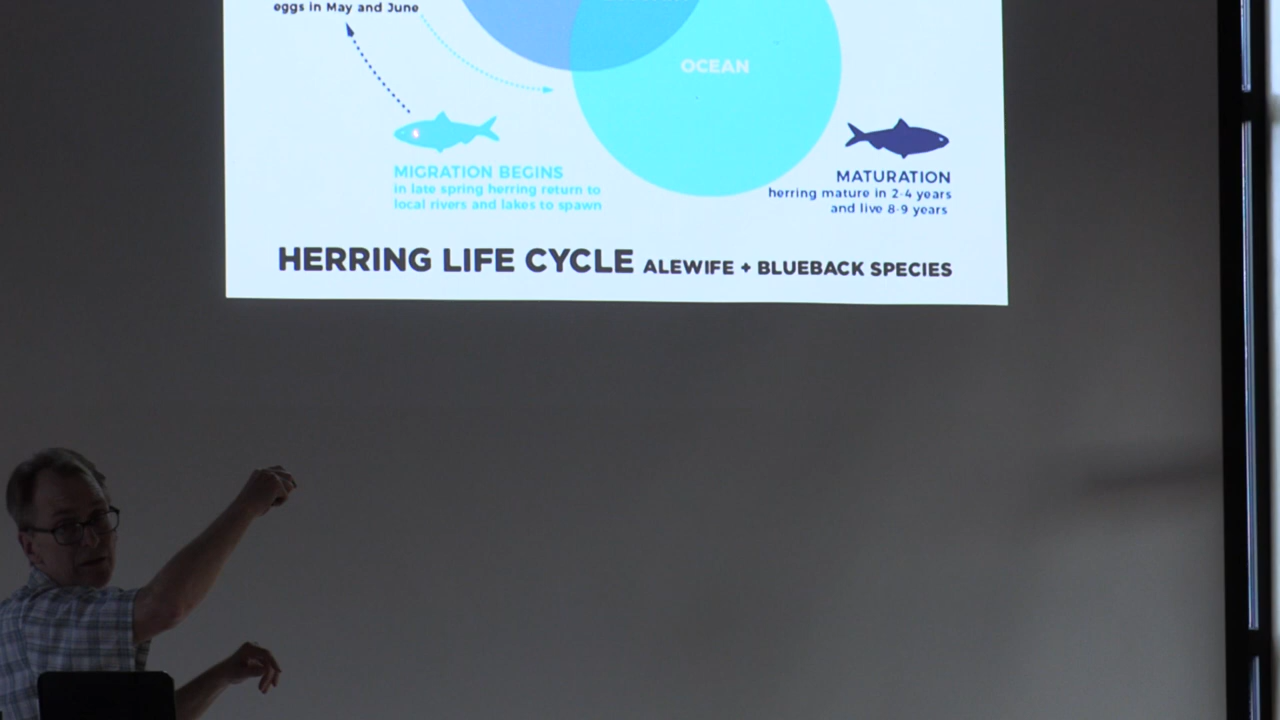 eggs in May and June
OCEAN
MIGRATION BEGINS
in late spring herring return to
local rivers and lakes to spawn
MATURATION
herring mature in 2-4 years
and live 8-9 years
HERRING LIFE CYCLE ALEWIFE + BLUEBACK SPECIES